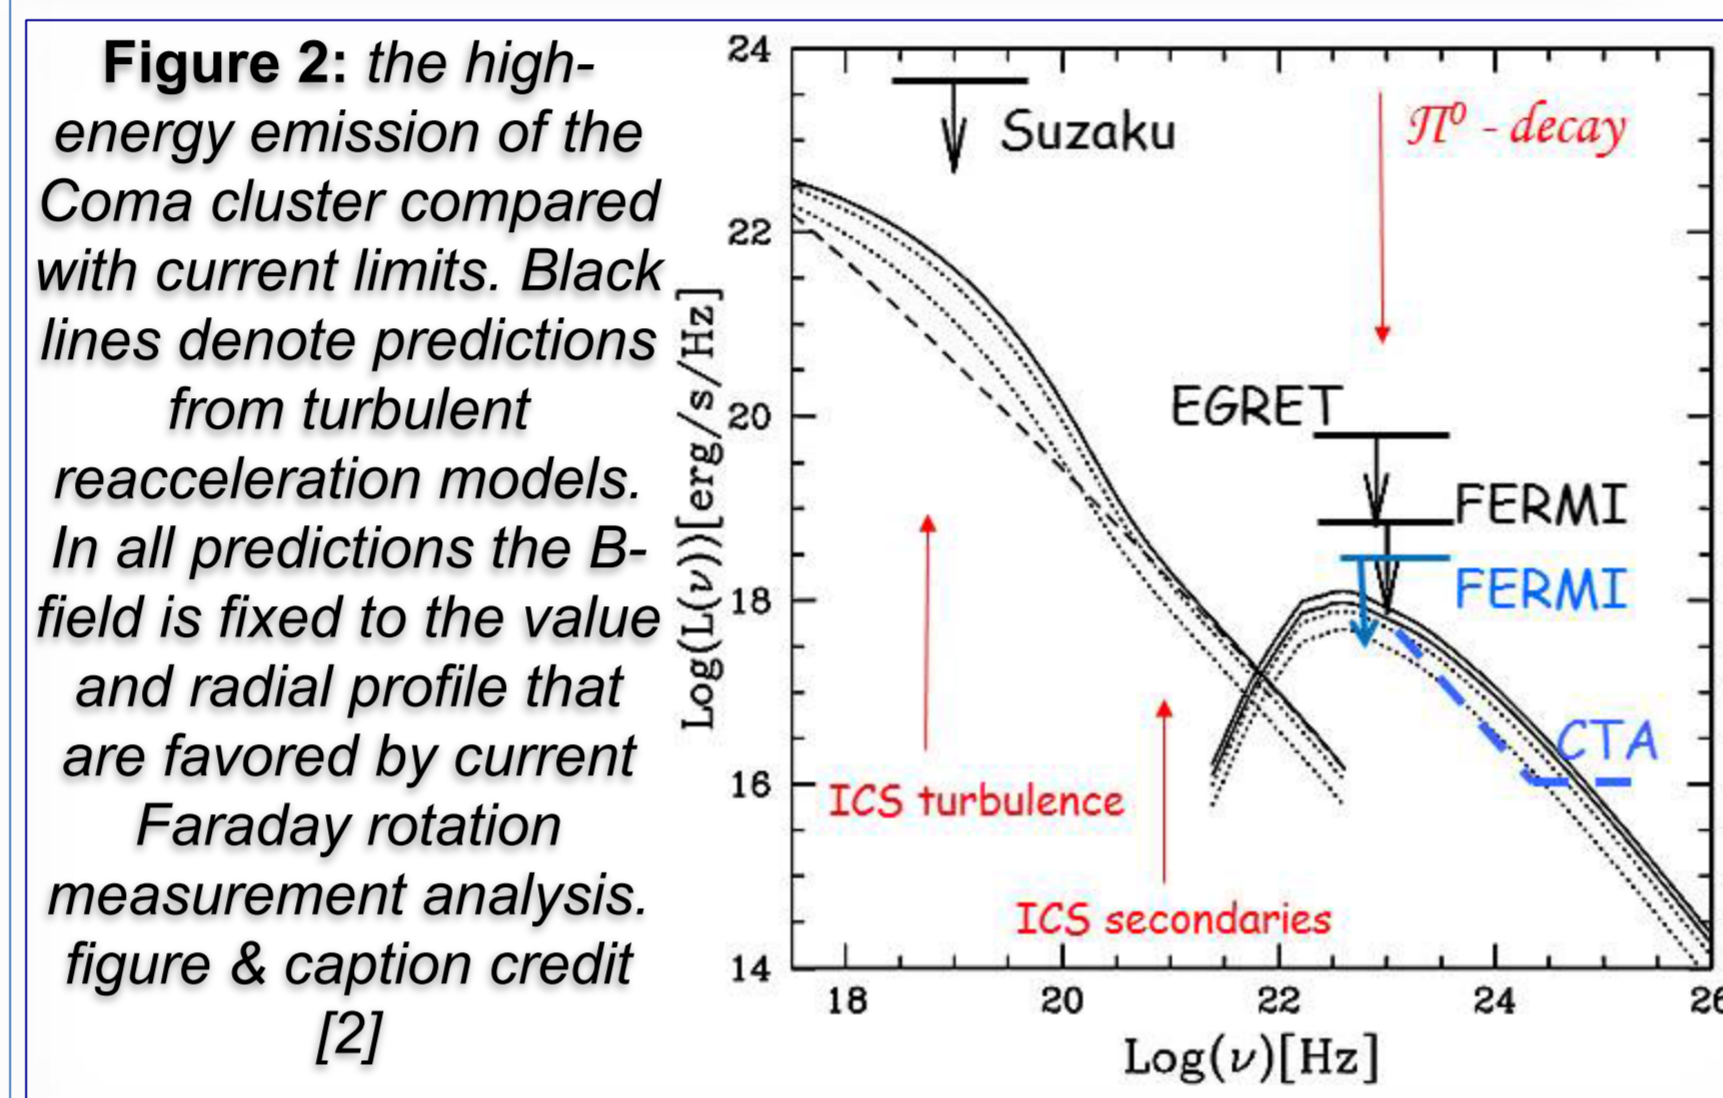 Figure 2: the high-
energy emission of the
Coma cluster compared
with current limits. Black
lines denote predictions
from turbulent
reacceleration models.
In all predictions the B-
field is fixed to the value
and radial profile that
are favored by current
Faraday rotation
measurement analysis.
figure & caption credit
[2]
24
22
20
18
16
14
Log(L(ν))[erg/s/Hz]
Suzaku
Π⁰ - decay
EGRET
FERMI
FERMI
CTA
ICS turbulence
ICS secondaries
18
20
22
24
26
Log(ν)[Hz]